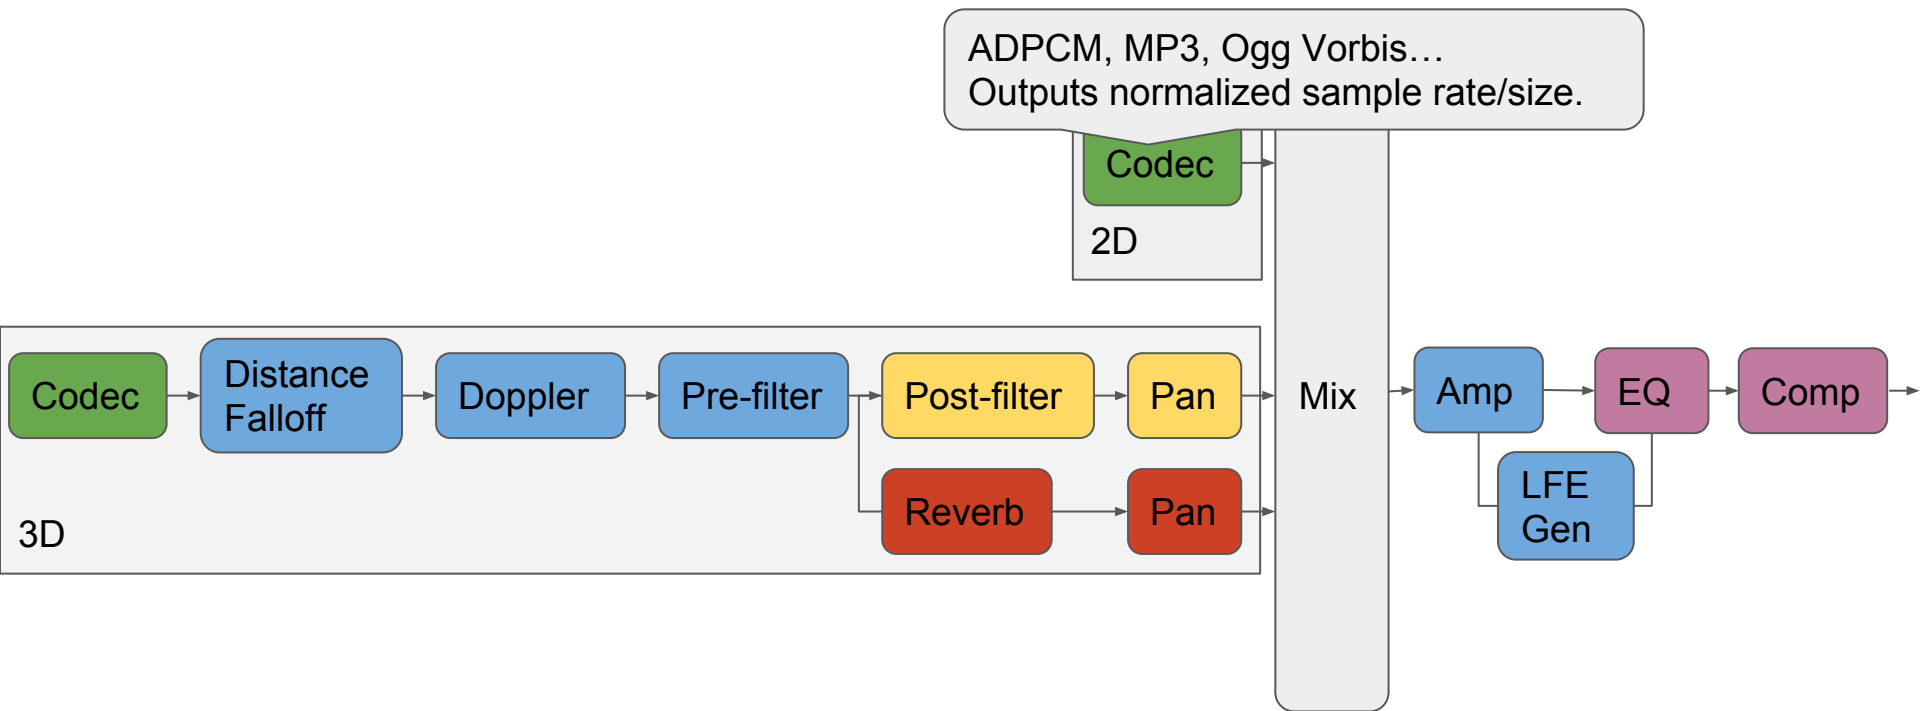 ADPCM, MP3, Ogg Vorbis…
Outputs normalized sample rate/size.
Codec
2D
Codec
Distance
Falloff
Doppler
Pre-filter
Post-filter
Pan
Mix
Amp
EQ
Comp
Reverb
Pan
LFE
Gen
3D